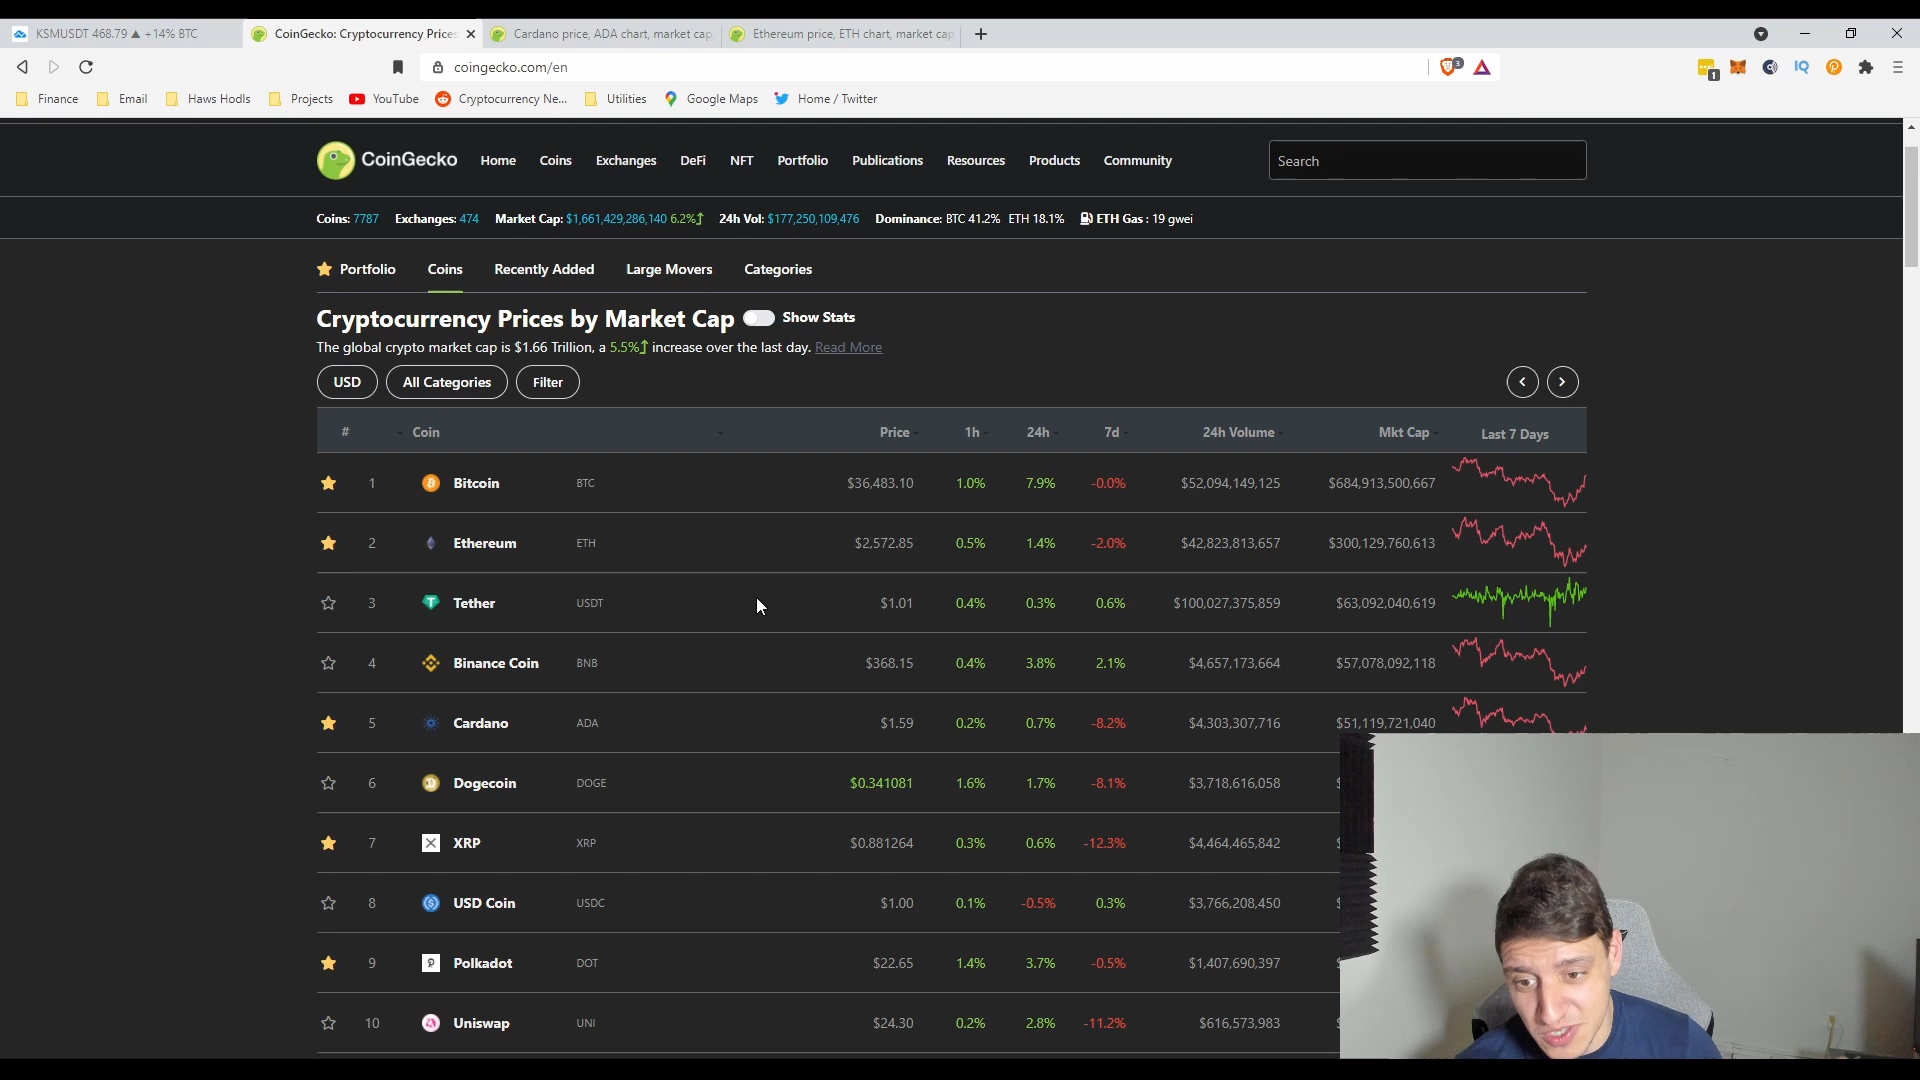 KSMUSDT 468.79 ▲ +14% BTC
CoinGecko: Cryptocurrency Prices
Cardano price, ADA chart, market cap
Ethereum price, ETH chart, market cap
coingecko.com/en
3
1
Finance Email Haws Hodls Projects YouTube Cryptocurrency Ne... Utilities Google Maps Home / Twitter
CoinGecko Home Coins Exchanges DeFi NFT Portfolio Publications Resources Products Community Search
Coins: 7787 Exchanges: 474 Market Cap: $1,661,429,286,140 6.2% 24h Vol: $177,250,109,476 Dominance: BTC 41.2% ETH 18.1% ETH Gas : 19 gwei
Portfolio Coins Recently Added Large Movers Categories
Cryptocurrency Prices by Market Cap Show Stats
The global crypto market cap is $1.66 Trillion, a 5.5% increase over the last day. Read More
USD All Categories Filter
# Coin Price 1h 24h 7d 24h Volume Mkt Cap Last 7 Days
1 Bitcoin BTC $36,483.10 1.0% 7.9% -0.0% $52,094,149,125 $684,913,500,667
2 Ethereum ETH $2,572.85 0.5% 1.4% -2.0% $42,823,813,657 $300,129,760,613
3 Tether USDT $1.01 0.4% 0.3% 0.6% $100,027,375,859 $63,092,040,619
4 Binance Coin BNB $368.15 0.4% 3.8% 2.1% $4,657,173,664 $57,078,092,118
5 Cardano ADA $1.59 0.2% 0.7% -8.2% $4,303,307,716 $51,119,721,040
6 Dogecoin DOGE $0.341081 1.6% 1.7% -8.1% $3,718,616,058
7 XRP XRP $0.881264 0.3% 0.6% -12.3% $4,464,465,842
8 USD Coin USDC $1.00 0.1% -0.5% 0.3% $3,766,208,450
9 Polkadot DOT $22.65 1.4% 3.7% -0.5% $1,407,690,397
10 Uniswap UNI $24.30 0.2% 2.8% -11.2% $616,573,983